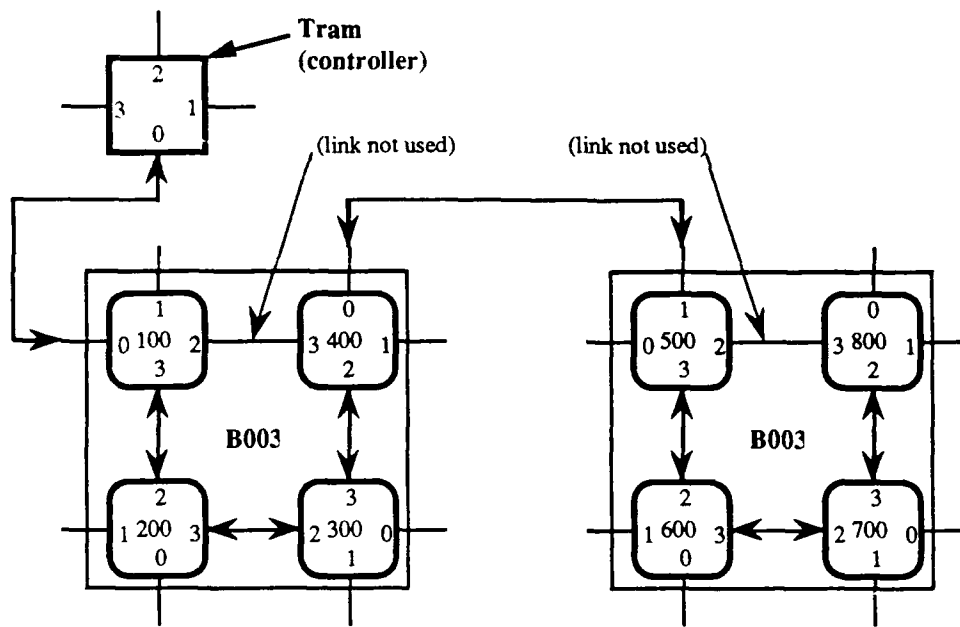 Tram
(controller)
2
3 1
0
(link not used) (link not used)
1 0 1 0
0 100 2 3 400 1 0 500 2 3 800 1
3 2 3 2
B003 B003
2 3 2 3
1 200 3 2 300 0 1 600 3 2 700 0
0 1 0 1